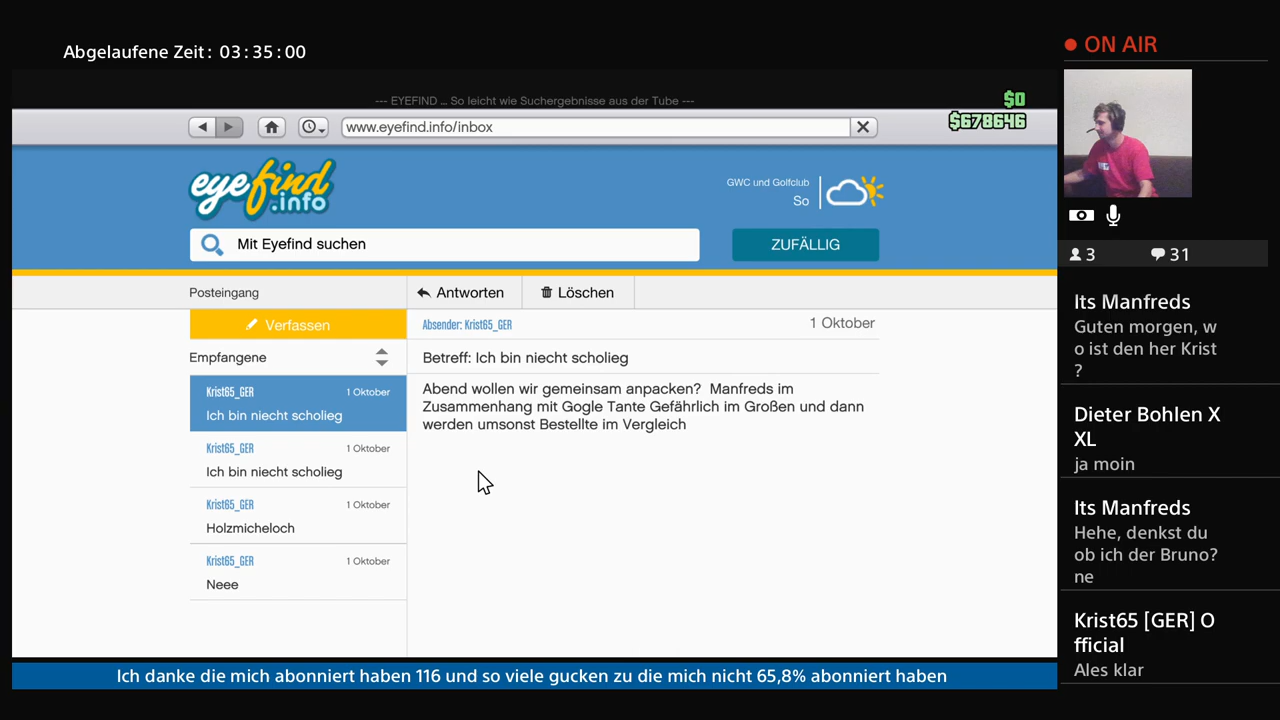 Abgelaufene Zeit: 03:35:00
ON AIR
--- EYEFIND ... So leicht wie Suchergebnisse aus der Tube ---
$0
$678646
www.eyefind.info/inbox
eyefind
.info
GWC und Golfclub
So
Mit Eyefind suchen
ZUFÄLLIG
Posteingang
Antworten
Löschen
Verfassen
Empfangene
Krist65_GER
1 Oktober
Ich bin niecht scholieg
Krist65_GER
1 Oktober
Ich bin niecht scholieg
Krist65_GER
1 Oktober
Holzmicheloch
Krist65_GER
1 Oktober
Neee
Absender: Krist65_GER
1 Oktober
Betreff: Ich bin niecht scholieg
Abend wollen wir gemeinsam anpacken? Manfreds im
Zusammenhang mit Gogle Tante Gefährlich im Großen und dann
werden umsonst Bestellte im Vergleich
3
31
Its Manfreds
Guten morgen, w
o ist den her Krist
?
Dieter Bohlen X
XL
ja moin
Its Manfreds
Hehe, denkst du
ob ich der Bruno?
ne
Krist65 [GER] O
fficial
Ales klar
Ich danke die mich abonniert haben 116 und so viele gucken zu die mich nicht 65,8% abonniert haben